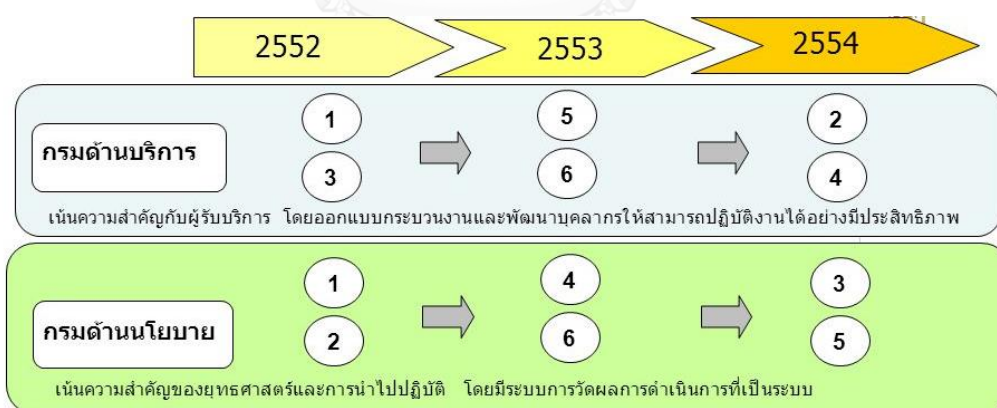 2552 2553 2554
1 5 2
กรมด้านบริการ
3 6 4
เน้นความสำคัญกับผู้รับบริการ โดยออกแบบกระบวนงานและพัฒนาบุคลากรให้สามารถปฏิบัติงานได้อย่างมีประสิทธิภาพ
1 4 3
กรมด้านนโยบาย
2 6 5
เน้นความสำคัญของยุทธศาสตร์และการนำไปปฏิบัติ โดยมีระบบการวัดผลการดำเนินการที่เป็นระบบ